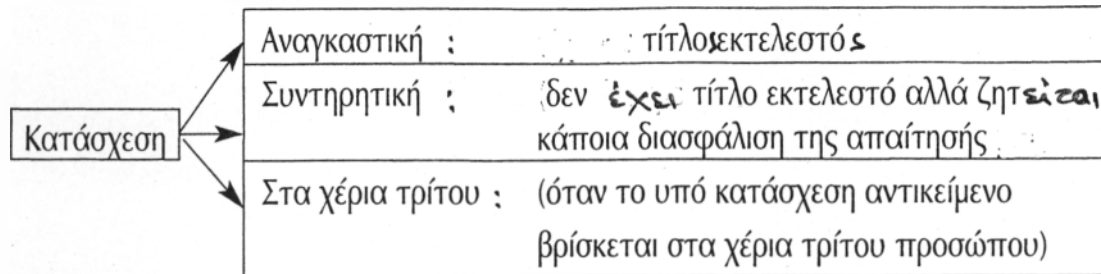 Αναγκαστική : τίτλος εκτελεστός
Συντηρητική : δεν έχει τίτλο εκτελεστό αλλά ζητείται
κάποια διασφάλιση της απαίτησής
Κατάσχεση
Στα χέρια τρίτου : (όταν το υπό κατάσχεση αντικείμενο
βρίσκεται στα χέρια τρίτου προσώπου)